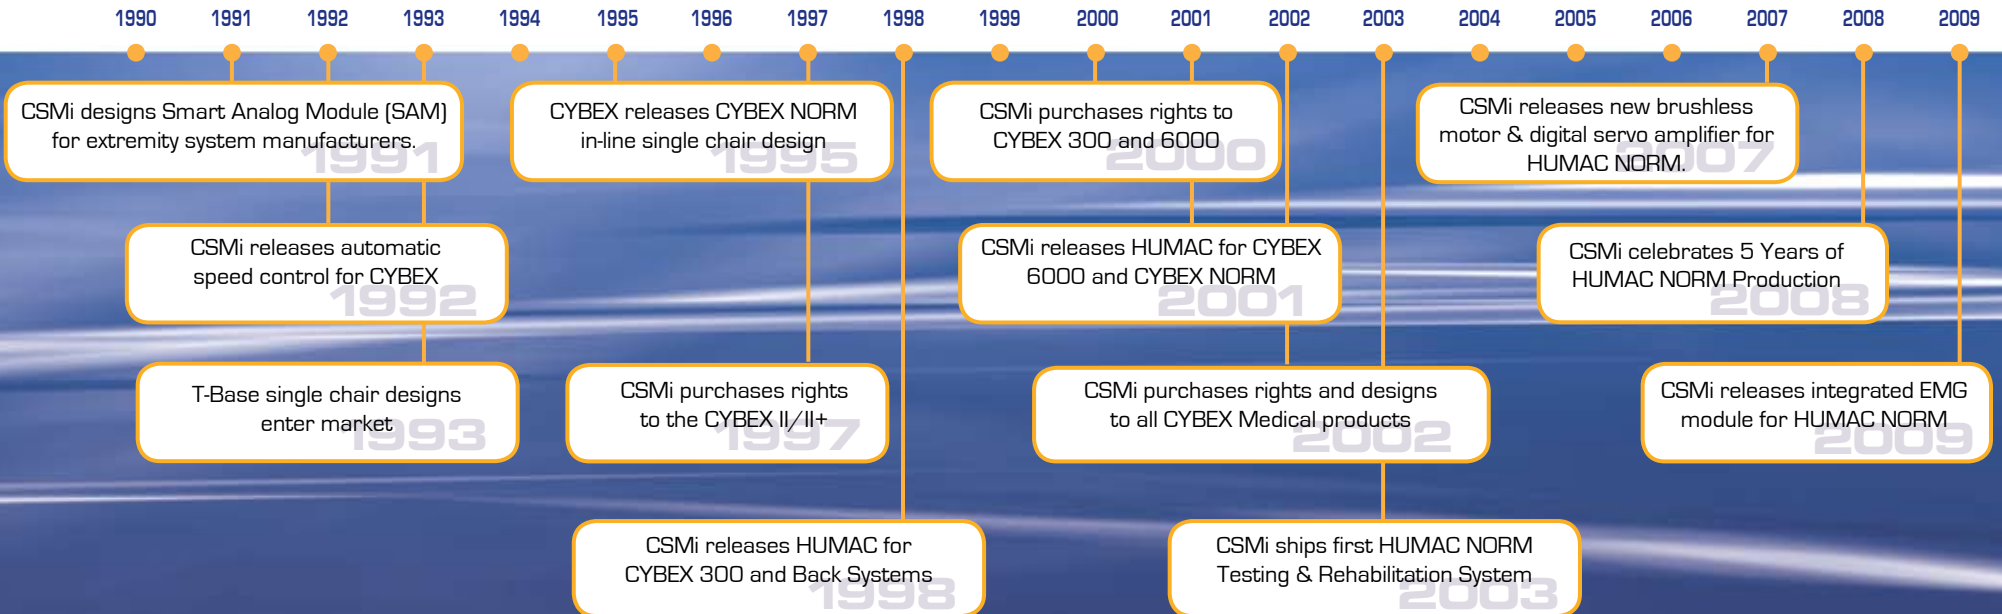 1990 1991 1992 1993 1994 1995 1996 1997 1998 1999 2000 2001 2002 2003 2004 2005 2006 2007 2008 2009
CSMi designs Smart Analog Module (SAM)
for extremity system manufacturers.
1991
CYBEX releases CYBEX NORM
in-line single chair design
1995
CSMi purchases rights to
CYBEX 300 and 6000
2000
CSMi releases new brushless
motor & digital servo amplifier for
HUMAC NORM.
2007
CSMi releases automatic
speed control for CYBEX
1992
CSMi releases HUMAC for CYBEX
6000 and CYBEX NORM
2001
CSMi celebrates 5 Years of
HUMAC NORM Production
2008
T-Base single chair designs
enter market
1993
CSMi purchases rights
to the CYBEX II/II+
1997
CSMi purchases rights and designs
to all CYBEX Medical products
2002
CSMi releases integrated EMG
module for HUMAC NORM
2009
CSMi releases HUMAC for
CYBEX 300 and Back Systems
1998
CSMi ships first HUMAC NORM
Testing & Rehabilitation System
2003